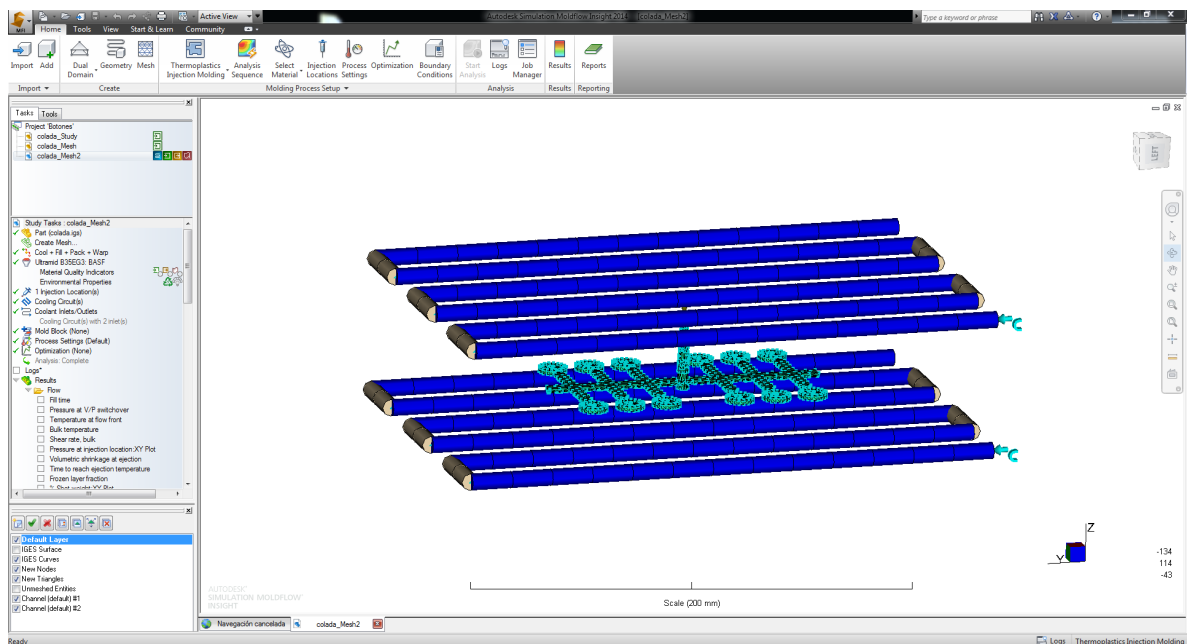 Active View
Autodesk Simulation Moldflow Insight 2014 - [colada_Mesh2]
Type a keyword or phrase
MFI
Home Tools View Start & Learn Community
Import Add Dual Domain Geometry Mesh Thermoplastics Injection Molding Analysis Sequence Select Material Injection Locations Process Settings Optimization Boundary Conditions Start Analysis Logs Job Manager Results Reports
Import Create Molding Process Setup Analysis Results Reporting
Tasks Tools
Project 'Botones'
colada_Study
colada_Mesh
colada_Mesh2
Study Tasks : colada_Mesh2
Part (colada.igs)
Create Mesh...
Cool + Fill + Pack + Warp
Ultramid B35EG3: BASF
Material Quality Indicators
Environmental Properties
1 Injection Location(s)
Cooling Circuit(s)
Coolant Inlets/Outlets
Cooling Circuit(s) with 2 inlet(s)
Mold Block (None)
Process Settings (Default)
Optimization (None)
Analysis: Complete
Logs*
Results
Flow
Fill time
Pressure at V/P switchover
Temperature at flow front
Bulk temperature
Shear rate, bulk
Pressure at injection location:XY Plot
Volumetric shrinkage at ejection
Time to reach ejection temperature
Frozen layer fraction
% Shot weight:XY Plot
Default Layer
IGES Surface
IGES Curves
New Nodes
New Triangles
Unmeshed Entities
Channel (default) #1
Channel (default) #2
LEFT
Z
Y
-134
114
-43
AUTODESK®
SIMULATION MOLDFLOW®
INSIGHT
Scale (200 mm)
Navegación cancelada colada_Mesh2
Ready
Logs Thermoplastics Injection Molding